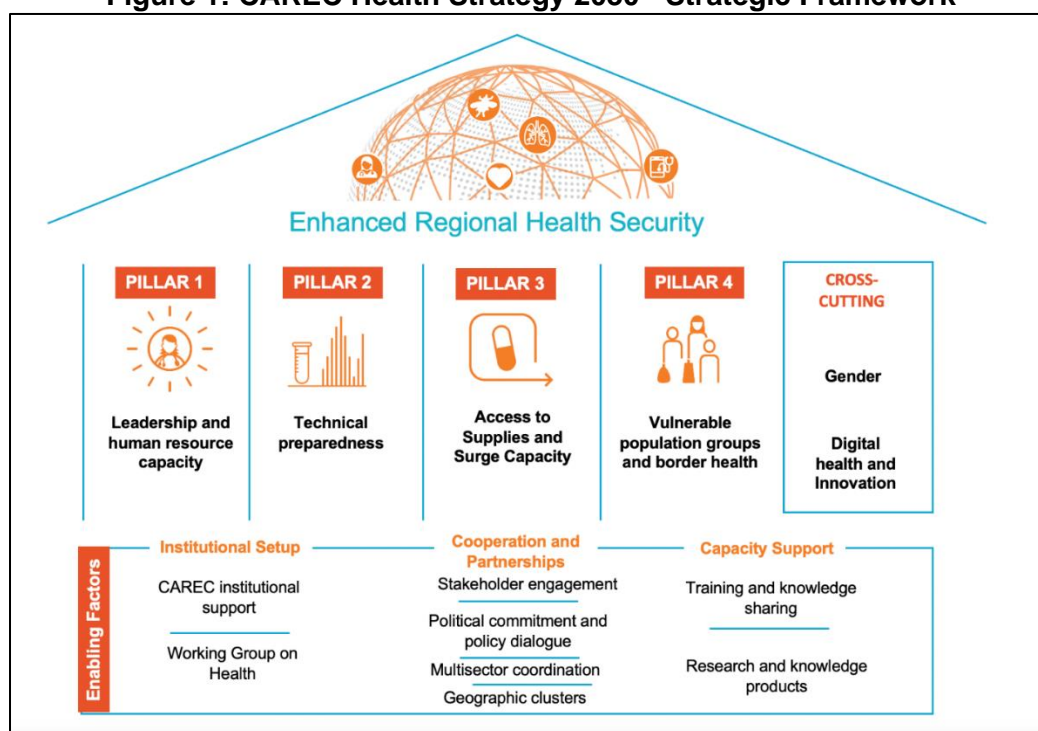 Figure 1: CAREC Health Strategy 2030 - Strategic Framework
Enhanced Regional Health Security
PILLAR 1
Leadership and
human resource
capacity
PILLAR 2
Technical
preparedness
PILLAR 3
Access to
Supplies and
Surge Capacity
PILLAR 4
Vulnerable
population groups
and border health
CROSS-
CUTTING
Gender
Digital
health and
Innovation
Enabling Factors
Institutional Setup
CAREC institutional
support
Working Group on
Health
Cooperation and
Partnerships
Stakeholder engagement
Political commitment and
policy dialogue
Multisector coordination
Geographic clusters
Capacity Support
Training and knowledge
sharing
Research and knowledge
products